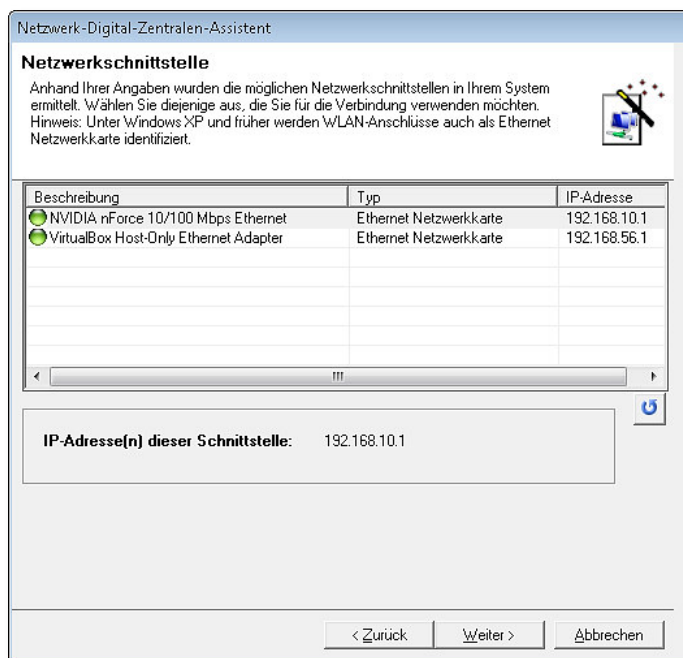 Netzwerk-Digital-Zentralen-Assistent
Netzwerkschnittstelle
Anhand Ihrer Angaben wurden die möglichen Netzwerkschnittstellen in Ihrem System
ermittelt. Wählen Sie diejenige aus, die Sie für die Verbindung verwenden möchten.
Hinweis: Unter Windows XP und früher werden WLAN-Anschlüsse auch als Ethernet
Netzwerkkarte identifiziert.
Beschreibung Typ IP-Adresse
NVIDIA nForce 10/100 Mbps Ethernet Ethernet Netzwerkkarte 192.168.10.1
VirtualBox Host-Only Ethernet Adapter Ethernet Netzwerkkarte 192.168.56.1
IP-Adresse(n) dieser Schnittstelle: 192.168.10.1
< Zurück Weiter > Abbrechen